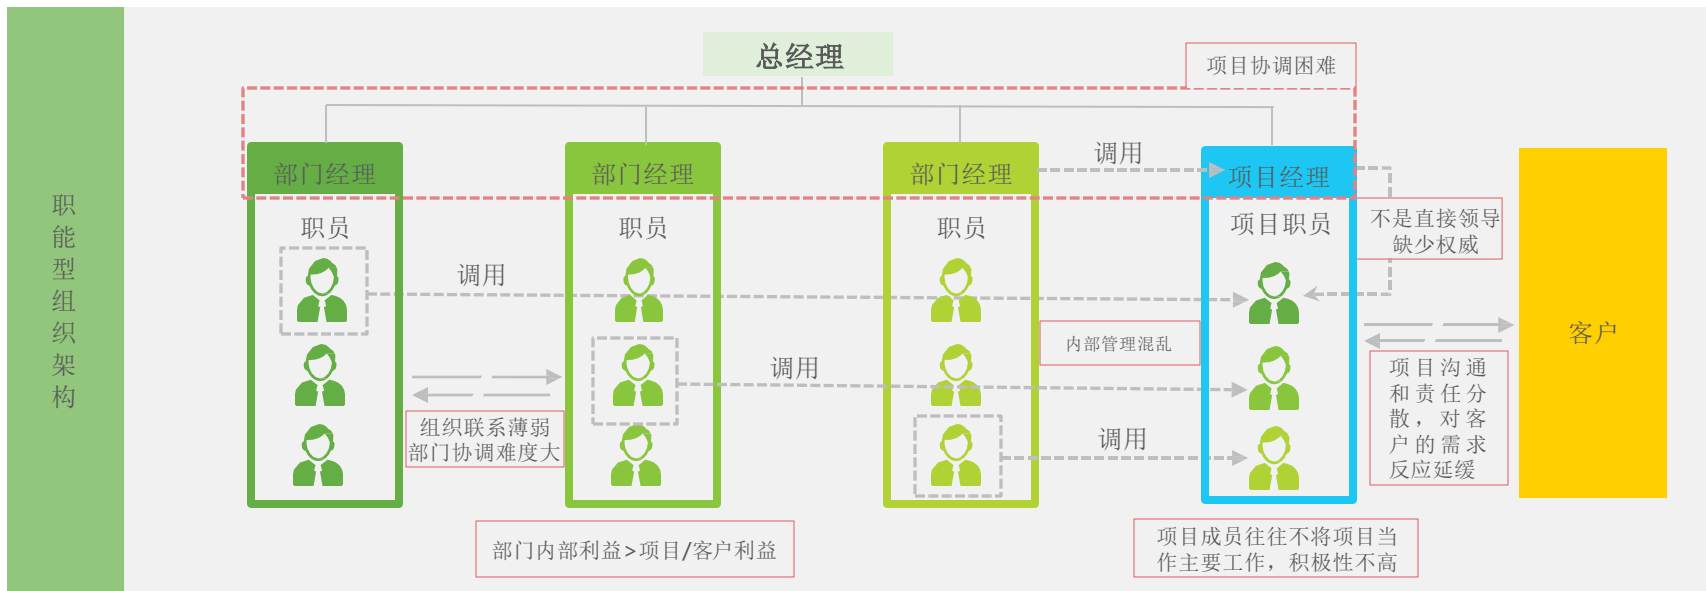 职能型组织架构
总经理
项目协调困难
部门经理
部门经理
部门经理
调用
项目经理
职员
职员
职员
项目职员
不是直接领导
缺少权威
调用
内部管理混乱
客户
调用
项目沟通
和责任分
散，对客
户的需求
反应延缓
组织联系薄弱
部门协调难度大
调用
部门内部利益>项目/客户利益
项目成员往往不将项目当
作主要工作，积极性不高